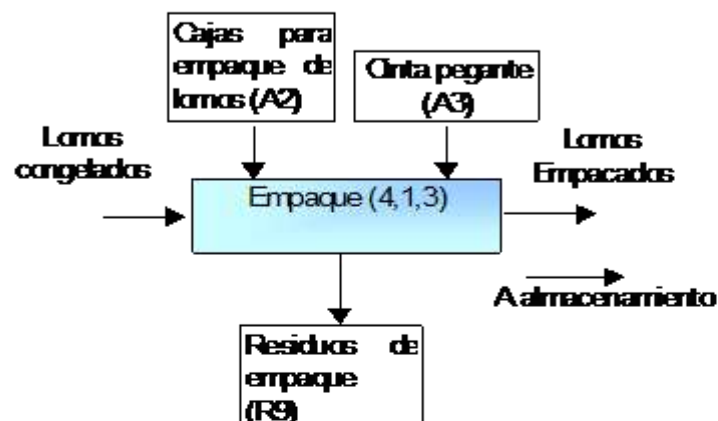 Cajas para
empaque de
lomos (A2)
Cinta pegante
(A3)
Lomos
congelados
Lomos
Empacados
Empaque (4,1,3)
A almacenamiento
Residuos de
empaque
(R9)